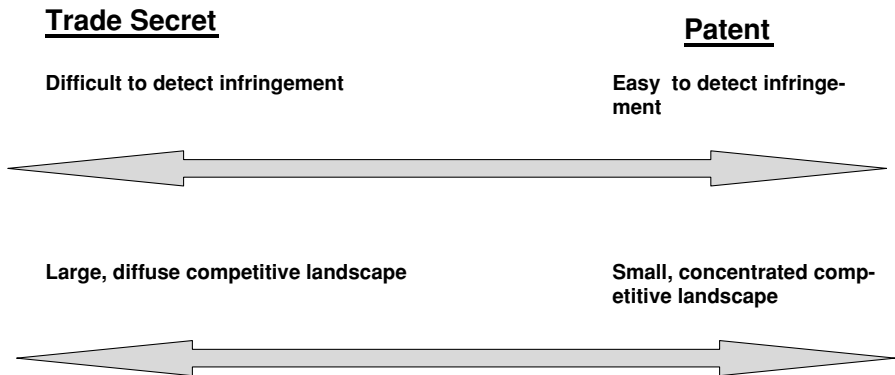 Trade Secret
Patent
Difficult to detect infringement
Easy to detect infringe-
ment
Large, diffuse competitive landscape
Small, concentrated comp-
etitive landscape